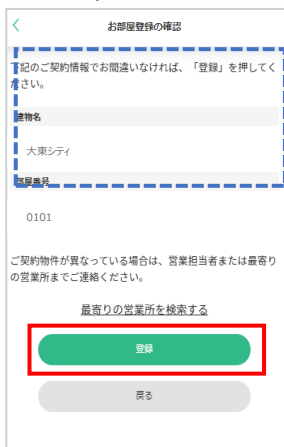 お部屋登録の確認
下記のご契約情報でお間違いなければ、「登録」を押してく
ださい。
建物名
大東シティ
部屋番号
0101
ご契約物件が異なっている場合は、営業担当者または最寄り
の営業所までご連絡ください。
最寄りの営業所を検索する
登録
戻る